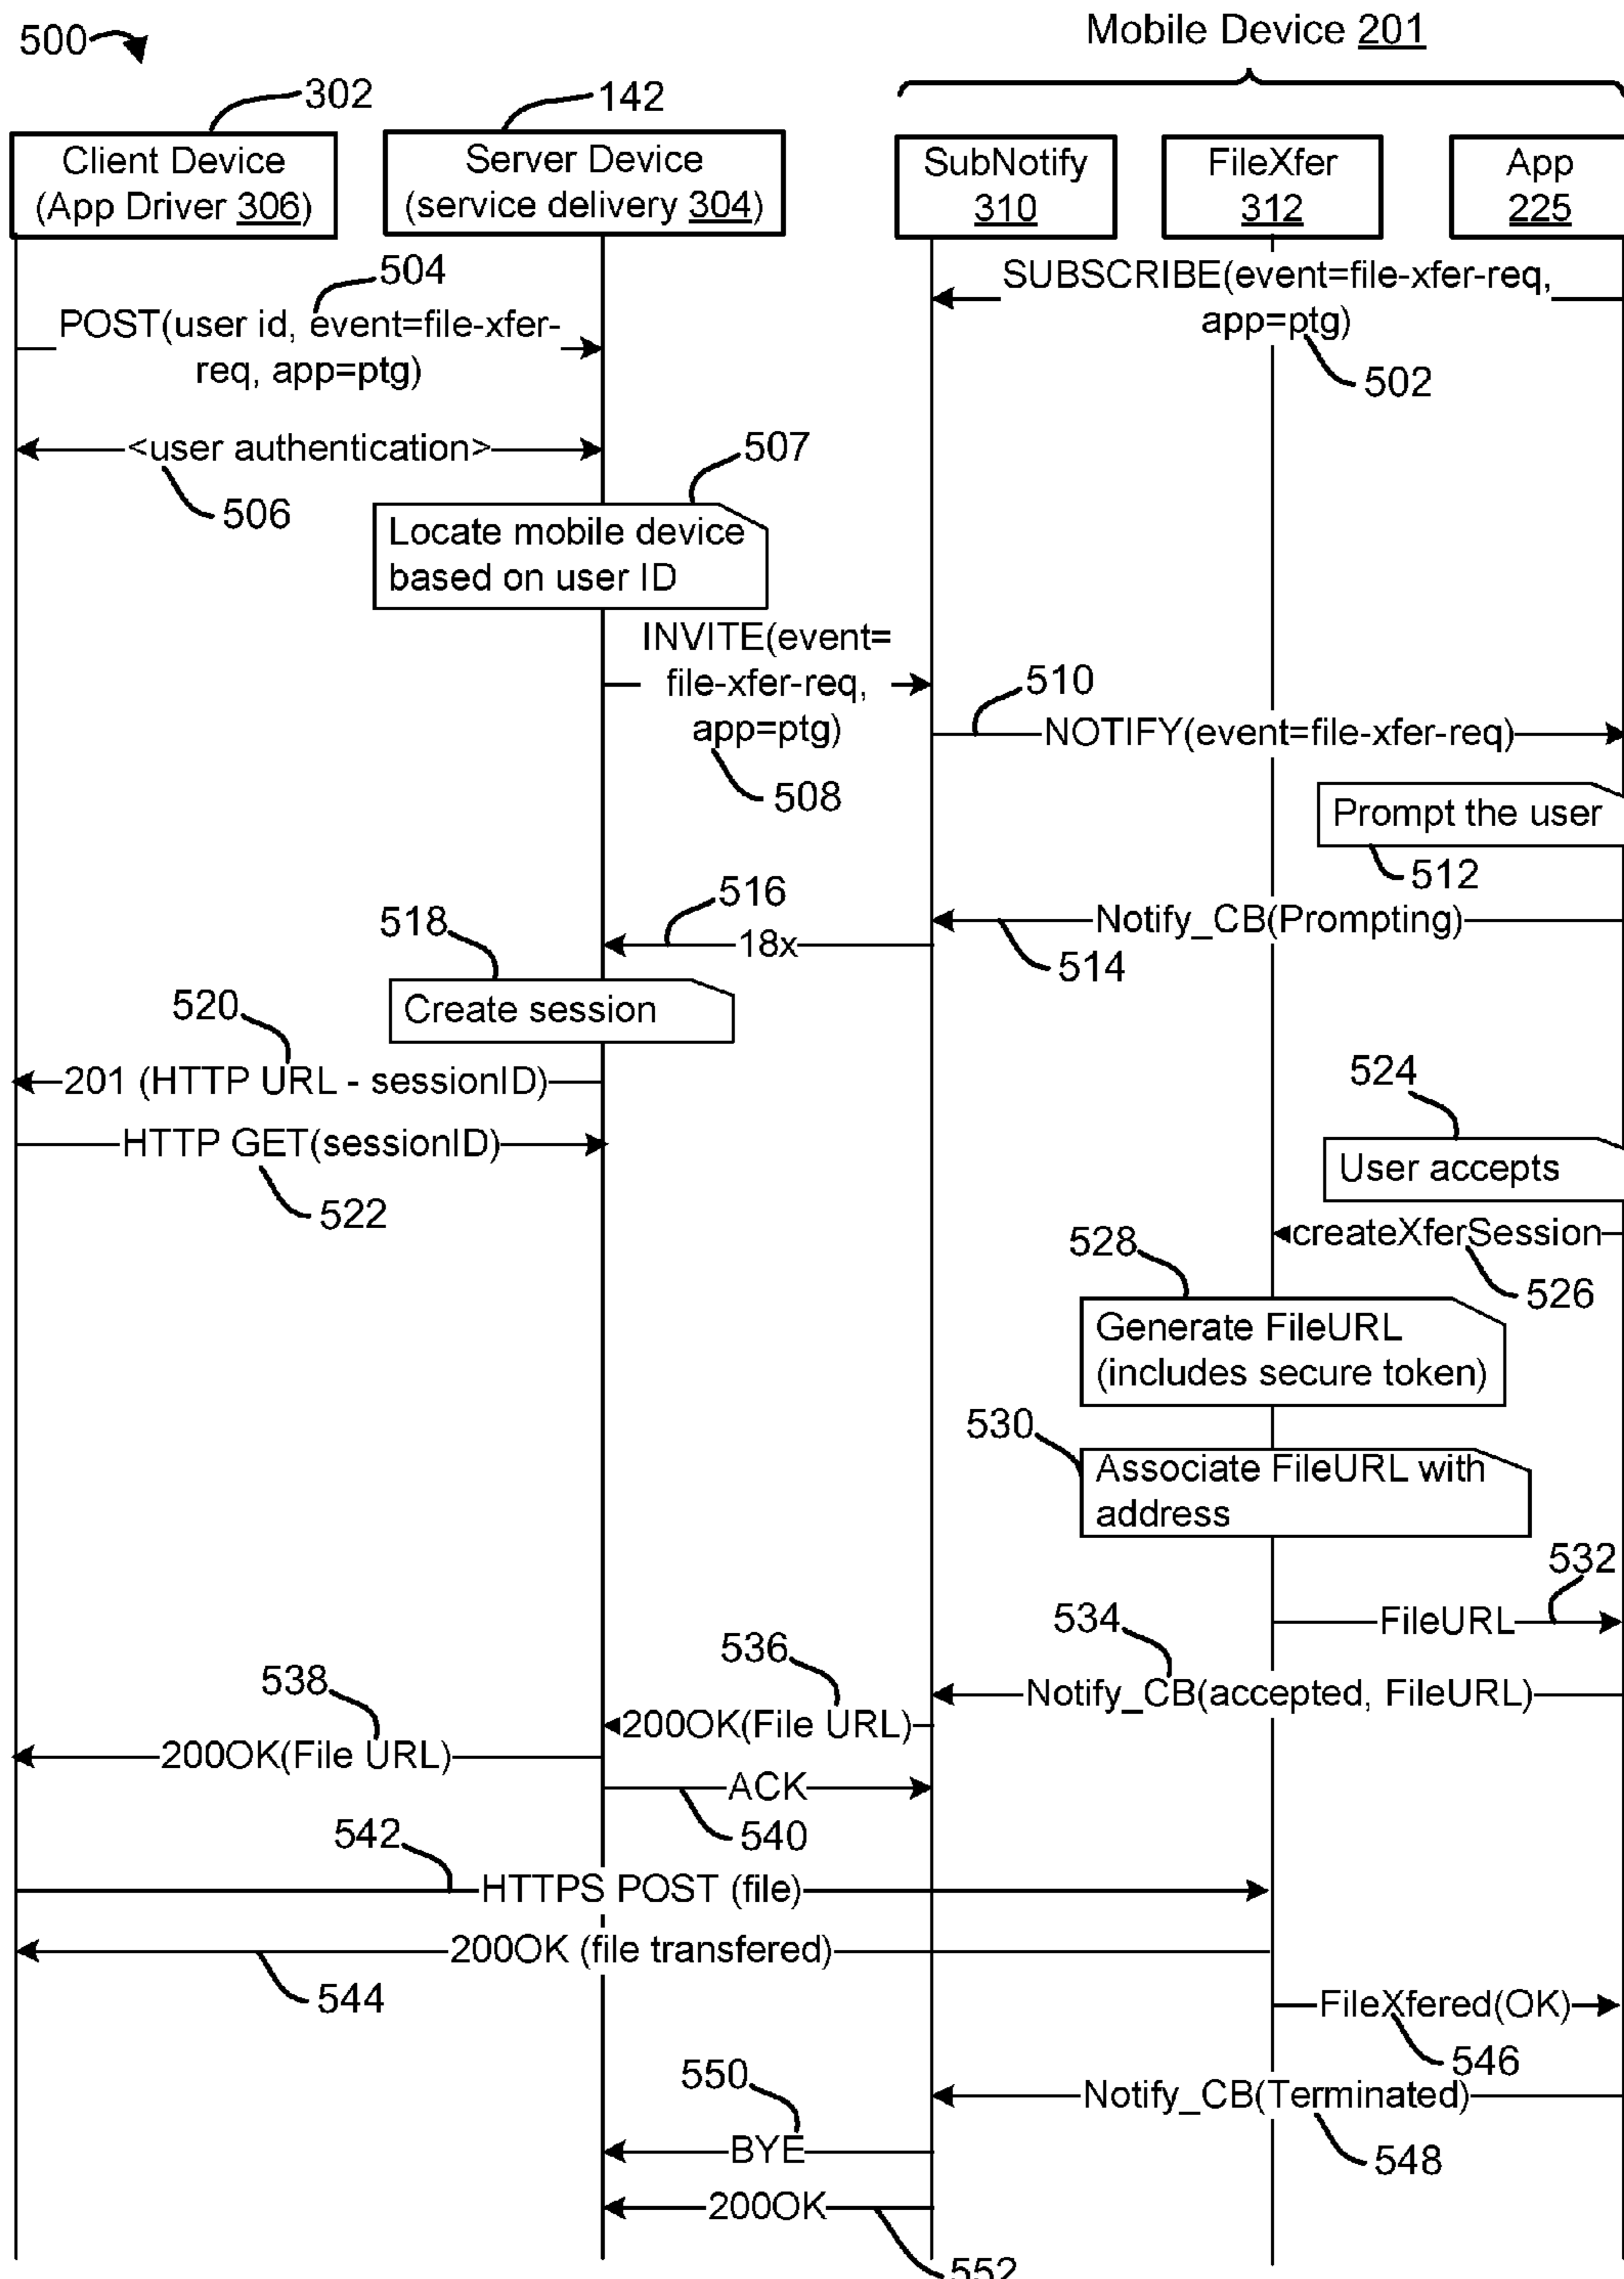 500
Mobile Device 201
302
142
Client Device
(App Driver 306)
Server Device
(service delivery 304)
SubNotify
310
FileXfer
312
App
225
504
POST(user id, event=file-xfer-
req, app=ptg)
SUBSCRIBE(event=file-xfer-req,
app=ptg)
502
<user authentication>
506
507
Locate mobile device
based on user ID
INVITE(event=
file-xfer-req,
app=ptg)
508
510
NOTIFY(event=file-xfer-req)
Prompt the user
512
Notify_CB(Prompting)
514
516
18x
518
Create session
520
201 (HTTP URL - sessionID)
HTTP GET(sessionID)
522
524
User accepts
createXferSession
526
528
Generate FileURL
(includes secure token)
530
Associate FileURL with
address
532
FileURL
534
Notify_CB(accepted, FileURL)
536
200OK(File URL)
538
200OK(File URL)
ACK
540
542
HTTPS POST (file)
200OK (file transfered)
544
FileXfered(OK)
546
Notify_CB(Terminated)
548
550
BYE
200OK
552